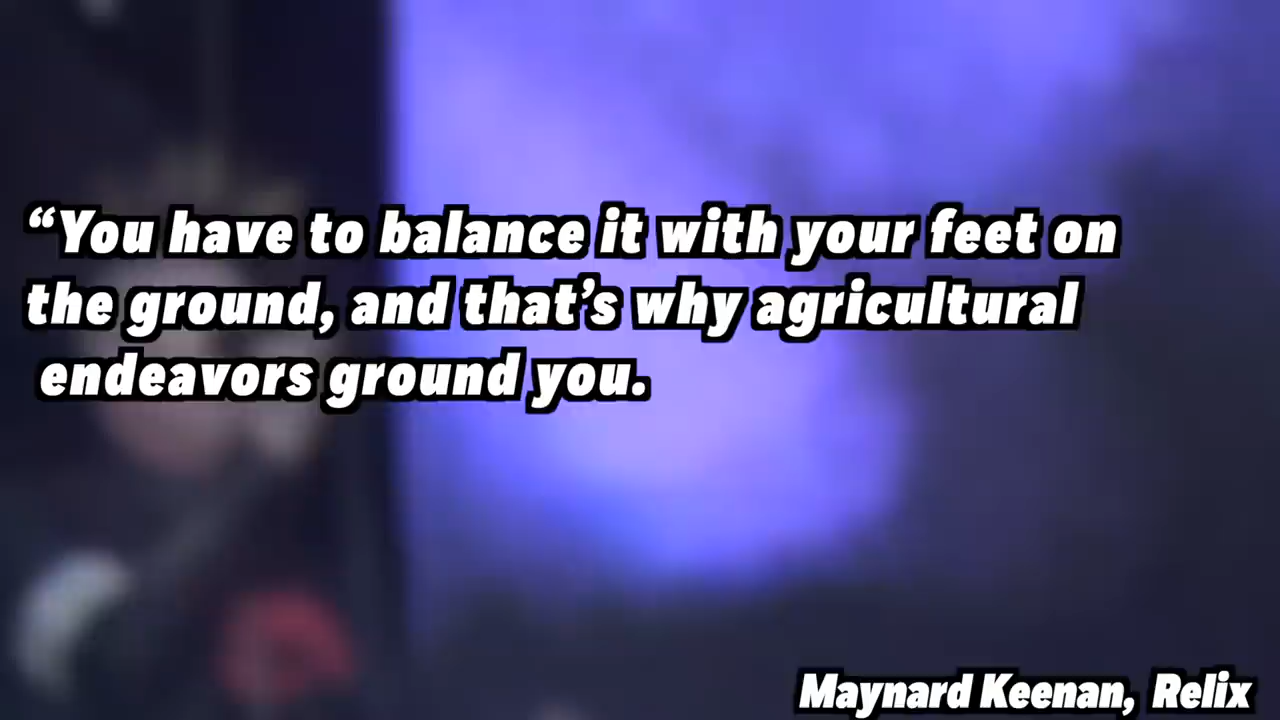 “You have to balance it with your feet on
the ground, and that’s why agricultural
endeavors ground you.
Maynard Keenan, Relix